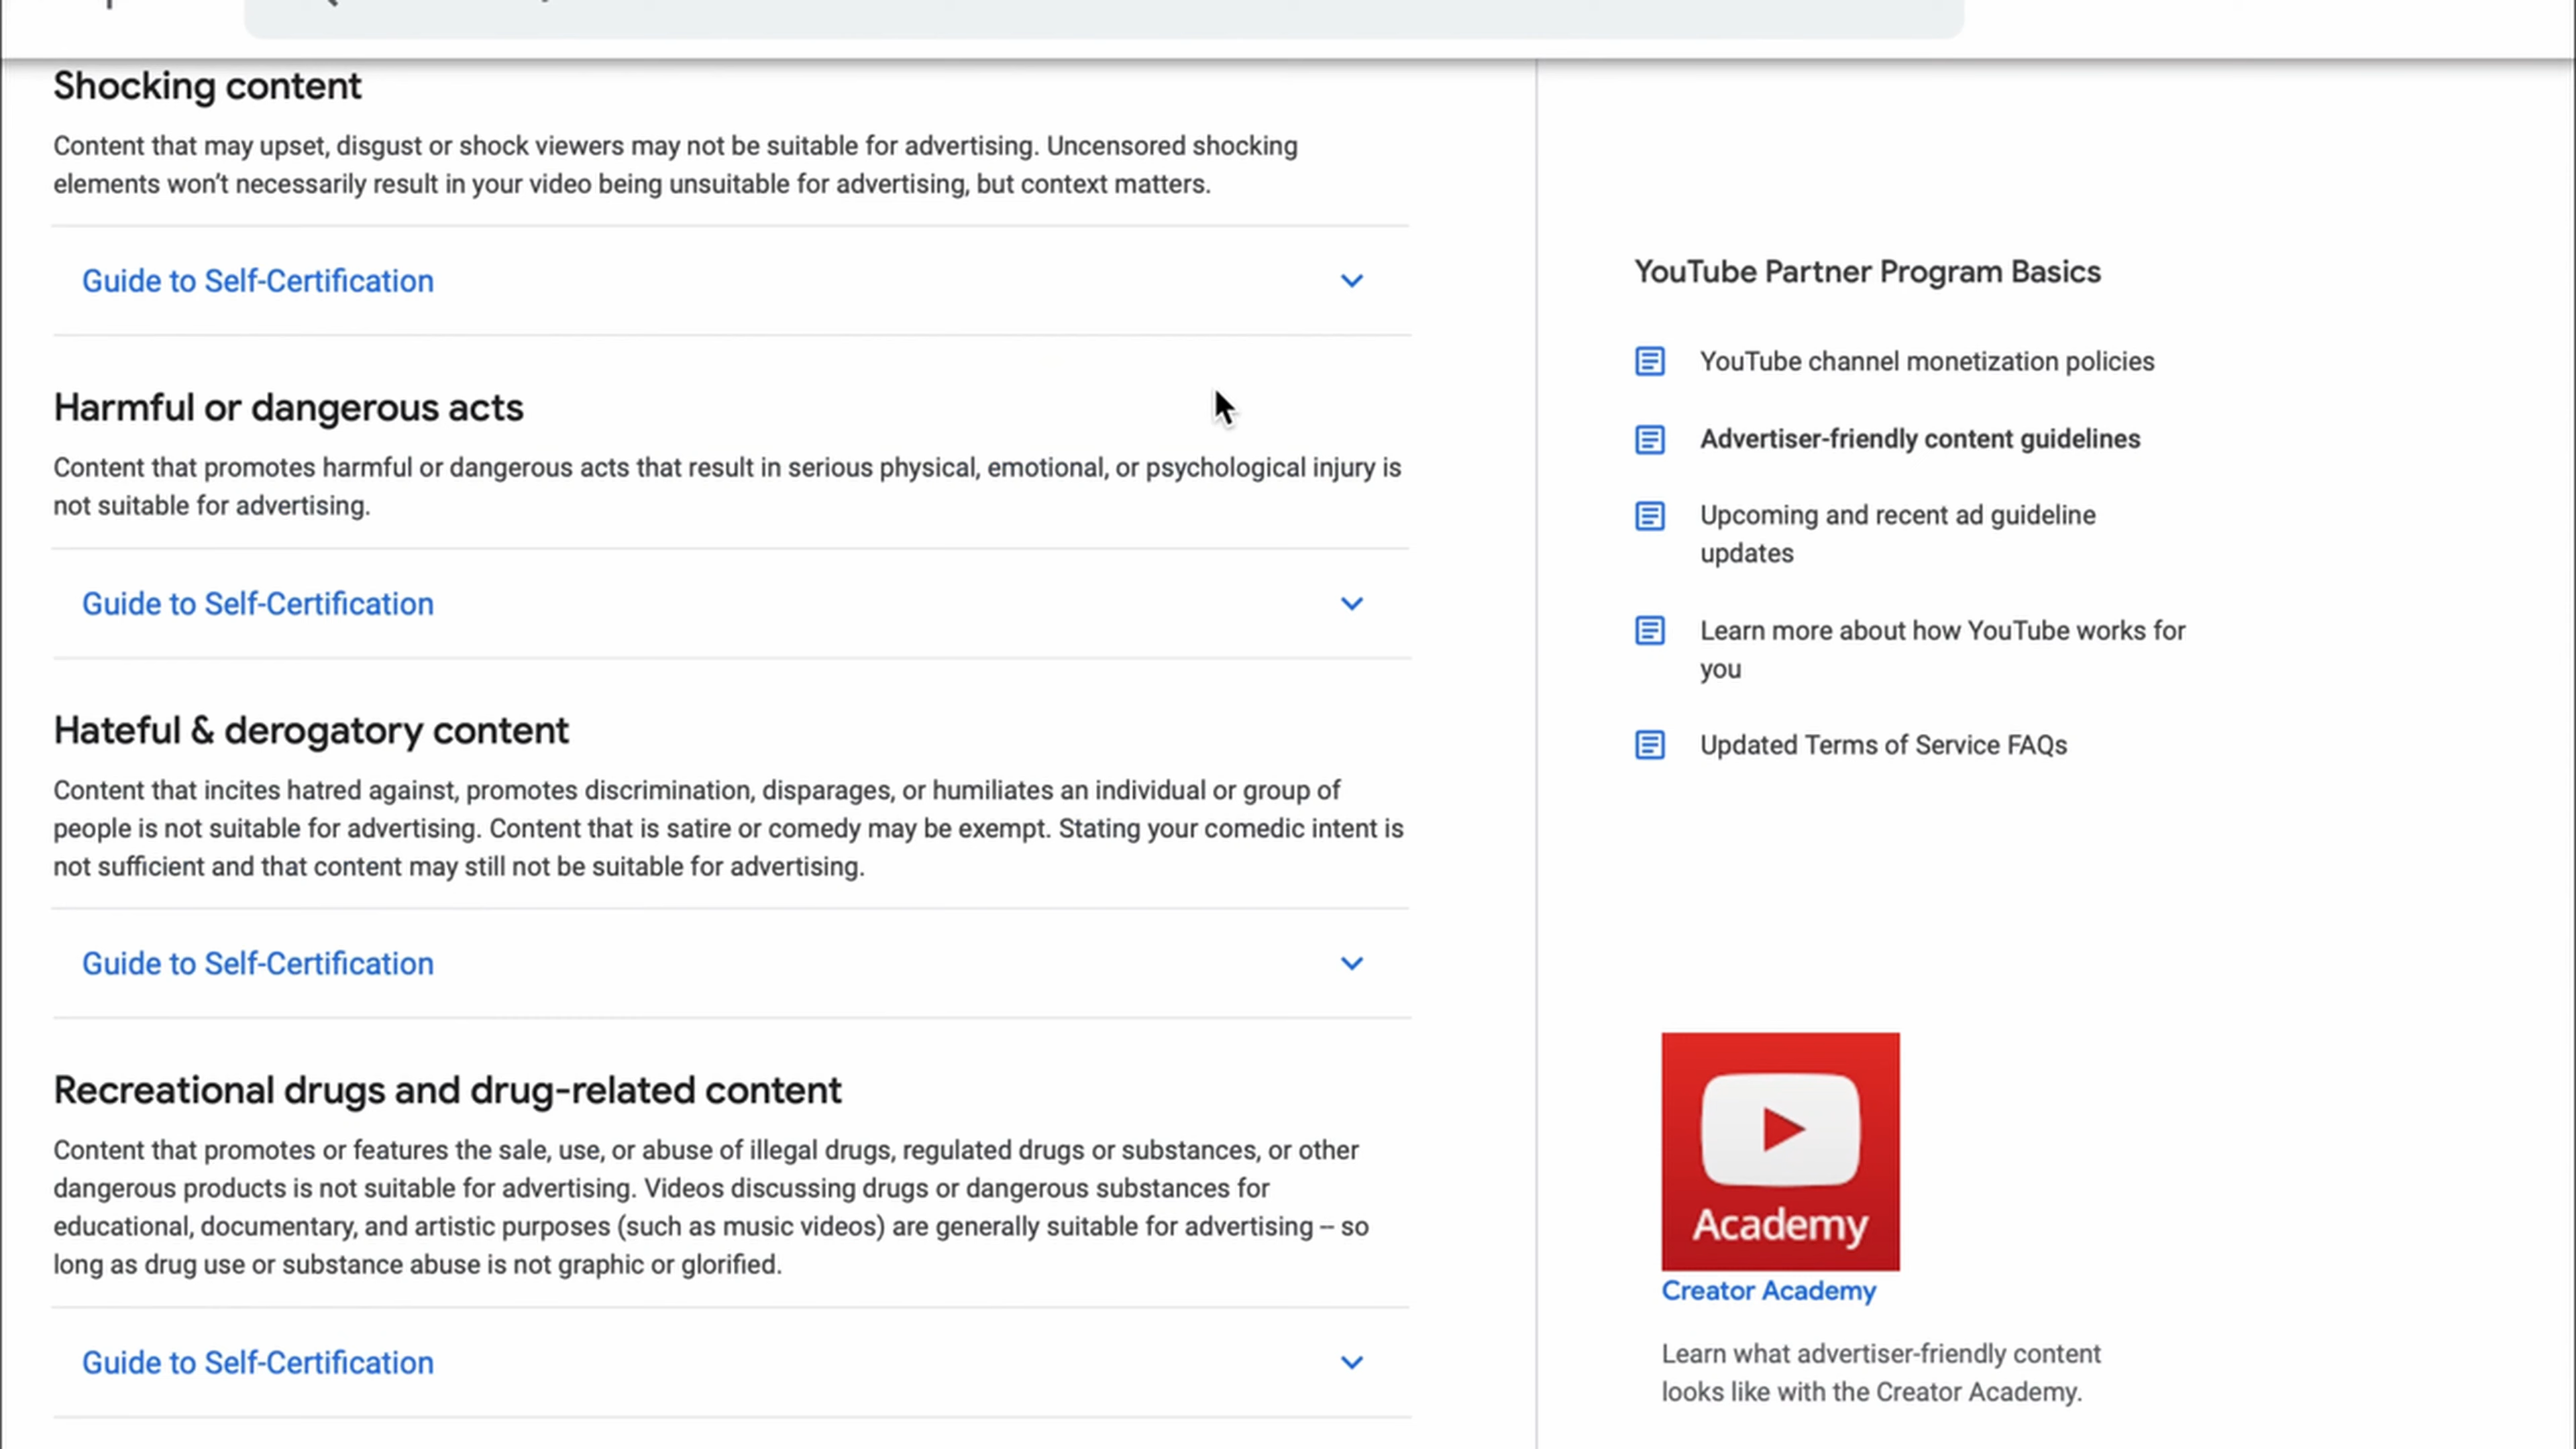 Shocking content
Content that may upset, disgust or shock viewers may not be suitable for advertising. Uncensored shocking
elements won't necessarily result in your video being unsuitable for advertising, but context matters.
Guide to Self-Certification
Harmful or dangerous acts
Content that promotes harmful or dangerous acts that result in serious physical, emotional, or psychological injury is
not suitable for advertising.
Guide to Self-Certification
Hateful & derogatory content
Content that incites hatred against, promotes discrimination, disparages, or humiliates an individual or group of
people is not suitable for advertising. Content that is satire or comedy may be exempt. Stating your comedic intent is
not sufficient and that content may still not be suitable for advertising.
Guide to Self-Certification
Recreational drugs and drug-related content
Content that promotes or features the sale, use, or abuse of illegal drugs, regulated drugs or substances, or other
dangerous products is not suitable for advertising. Videos discussing drugs or dangerous substances for
educational, documentary, and artistic purposes (such as music videos) are generally suitable for advertising – so
long as drug use or substance abuse is not graphic or glorified.
Guide to Self-Certification
YouTube Partner Program Basics
YouTube channel monetization policies
Advertiser-friendly content guidelines
Upcoming and recent ad guideline
updates
Learn more about how YouTube works for
you
Updated Terms of Service FAQs
Academy
Creator Academy
Learn what advertiser-friendly content
looks like with the Creator Academy.